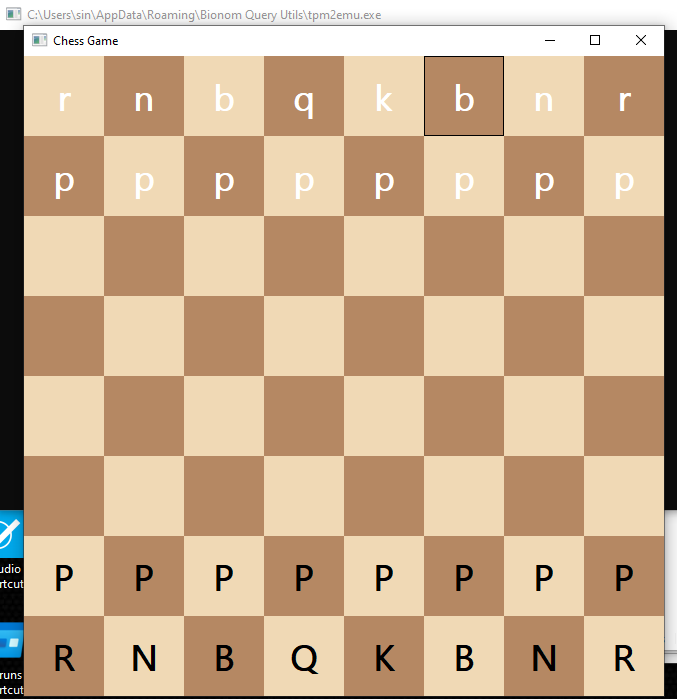 C:\Users\sin\AppData\Roaming\Bionom Query Utils\tpm2emu.exe
Chess Game
r n b q k b n r
p p p p p p p p
P P P P P P P P
R N B Q K B N R
udio
rtcut
runs
rtcut